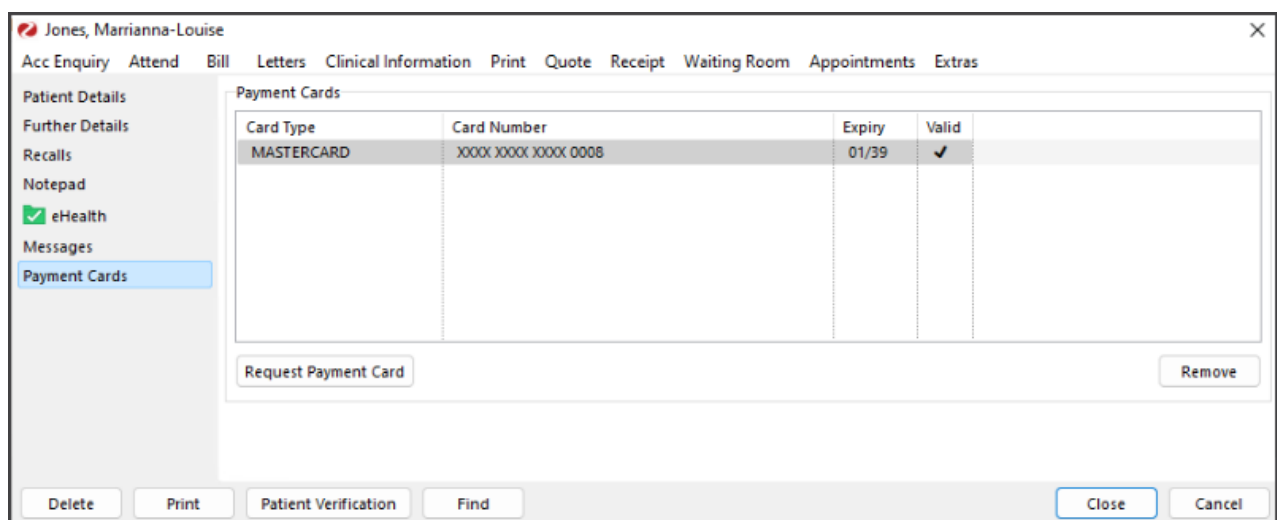 Jones, Marrianna-Louise
Acc Enquiry Attend Bill Letters Clinical Information Print Quote Receipt Waiting Room Appointments Extras
Patient Details
Further Details
Recalls
Notepad
eHealth
Messages
Payment Cards
Payment Cards
Card Type Card Number Expiry Valid
MASTERCARD XXXX XXXX XXXX 0008 01/39 ✔
Request Payment Card Remove
Delete Print Patient Verification Find Close Cancel